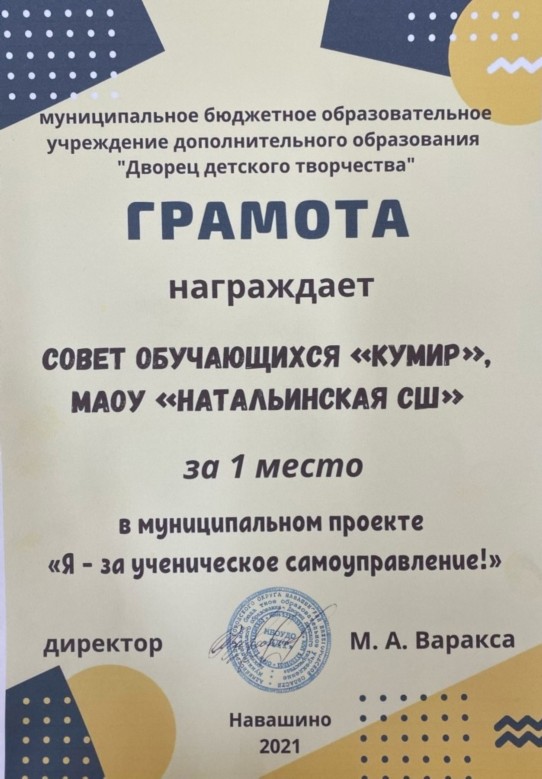 муниципальное бюджетное образовательное
учреждение дополнительного образования
"Дворец детского творчества"
ГРАМОТА
награждает
СОВЕТ ОБУЧАЮЩИХСЯ «КУМИР»,
МАОУ «НАТАЛЬИНСКАЯ СШ»
за 1 место
в муниципальном проекте
«Я - за ученическое самоуправление!»
директор
М. А. Варакса
Навашино
2021